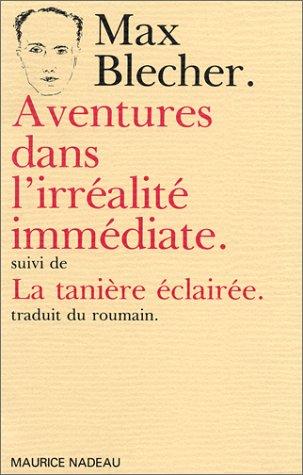 Max
Blecher.
Aventures
dans
l'irréalité
immédiate.
suivi de
La tanière éclairée.
traduit du roumain.
MAURICE NADEAU